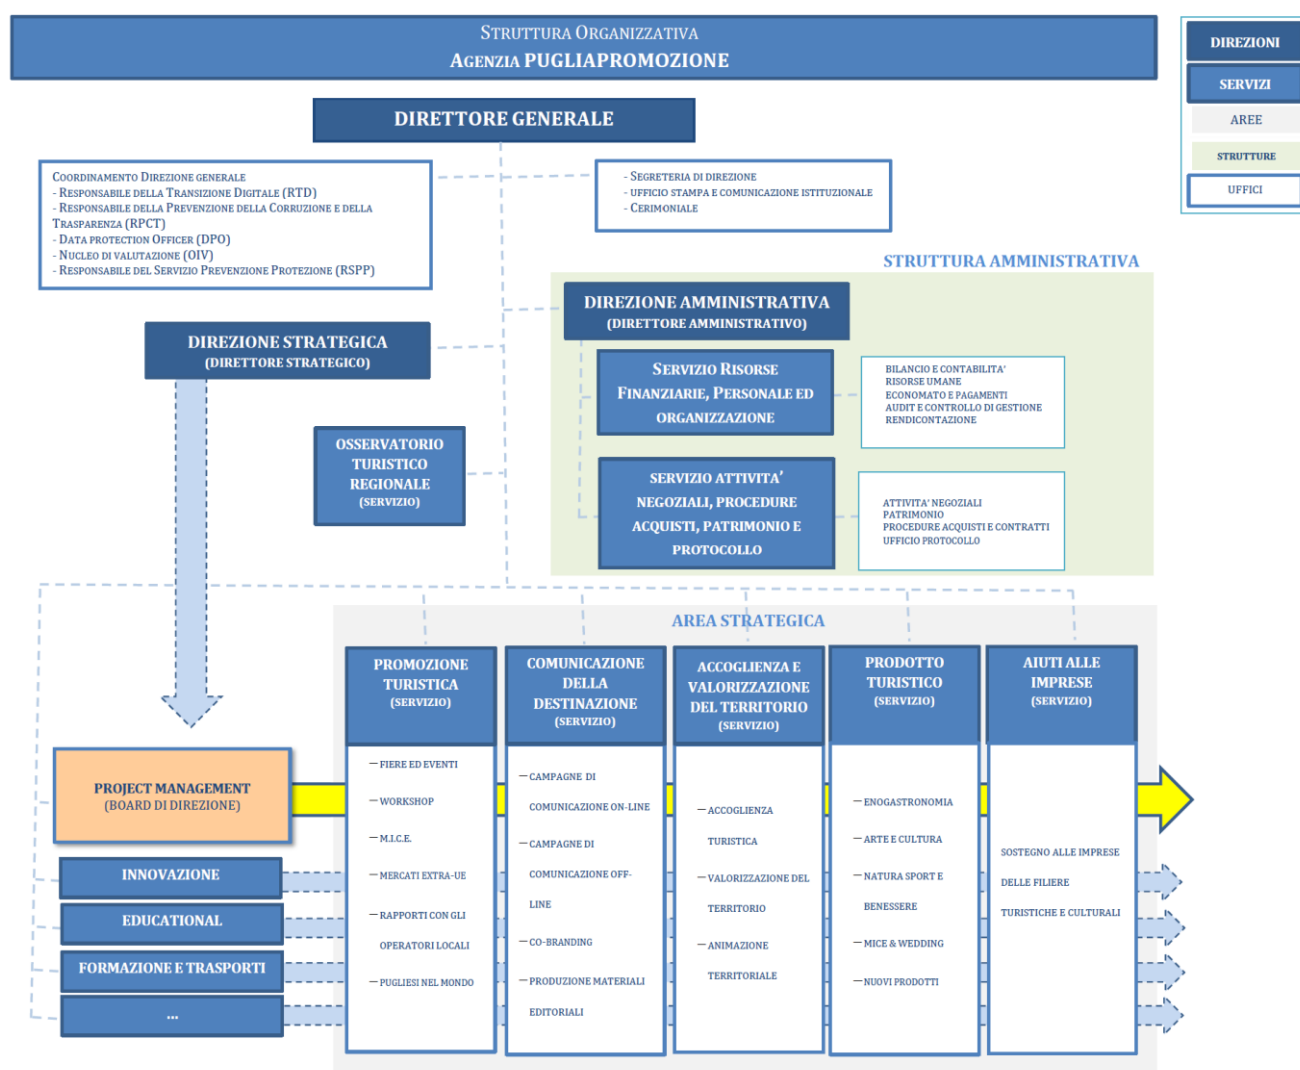 STRUTTURA ORGANIZZATIVA
AGENZIA PUGLIAPROMOZIONE
DIREZIONI
SERVIZI
AREE
STRUTTURE
UFFICI
DIRETTORE GENERALE
COORDINAMENTO DIREZIONE GENERALE
- RESPONSABILE DELLA TRANSIZIONE DIGITALE (RTD)
- RESPONSABILE DELLA PREVENZIONE DELLA CORRUZIONE E DELLA
TRASPARENZA (RPCT)
- DATA PROTECTION OFFICER (DPO)
- NUCLEO DI VALUTAZIONE (OIV)
- RESPONSABILE DEL SERVIZIO PREVENZIONE PROTEZIONE (RSPP)
- SEGRETERIA DI DIREZIONE
- UFFICIO STAMPA E COMUNICAZIONE ISTITUZIONALE
- CERIMONIALE
STRUTTURA AMMINISTRATIVA
DIREZIONE AMMINISTRATIVA
(DIRETTORE AMMINISTRATIVO)
DIREZIONE STRATEGICA
(DIRETTORE STRATEGICO)
SERVIZIO RISORSE
FINANZIARIE, PERSONALE ED
ORGANIZZAZIONE
BILANCIO E CONTABILITA'
RISORSE UMANE
ECONOMATO E PAGAMENTI
AUDIT E CONTROLLO DI GESTIONE
RENDICONTAZIONE
OSSERVATORIO
TURISTICO
REGIONALE
(SERVIZIO)
SERVIZIO ATTIVITA'
NEGOZIALI, PROCEDURE
ACQUISTI, PATRIMONIO E
PROTOCOLLO
ATTIVITA' NEGOZIALI
PATRIMONIO
PROCEDURE ACQUISTI E CONTRATTI
UFFICIO PROTOCOLLO
AREA STRATEGICA
PROMOZIONE
TURISTICA
(SERVIZIO)
— FIERE ED EVENTI
— WORKSHOP
— M.I.C.E.
— MERCATI EXTRA-UE
— RAPPORTI CON GLI
OPERATORI LOCALI
— PUGLIESI NEL MONDO
COMUNICAZIONE
DELLA
DESTINAZIONE
(SERVIZIO)
— CAMPAGNE DI
COMUNICAZIONE ON-LINE
— CAMPAGNE DI
COMUNICAZIONE OFF-
LINE
— CO-BRANDING
— PRODUZIONE MATERIALI
EDITORIALI
ACCOGLIENZA E
VALORIZZAZIONE
DEL TERRITORIO
(SERVIZIO)
— ACCOGLIENZA
TURISTICA
— VALORIZZAZIONE DEL
TERRITORIO
— ANIMAZIONE
TERRITORIALE
PRODOTTO
TURISTICO
(SERVIZIO)
— ENOGASTRONOMIA
— ARTE E CULTURA
— NATURA SPORT E
BENESSERE
— MICE & WEDDING
— NUOVI PRODOTTI
AIUTI ALLE
IMPRESE
(SERVIZIO)
SOSTEGNO ALLE IMPRESE
DELLE FILIERE
TURISTICHE E CULTURALI
PROJECT MANAGEMENT
(BOARD DI DIREZIONE)
INNOVAZIONE
EDUCATIONAL
FORMAZIONE E TRASPORTI
...